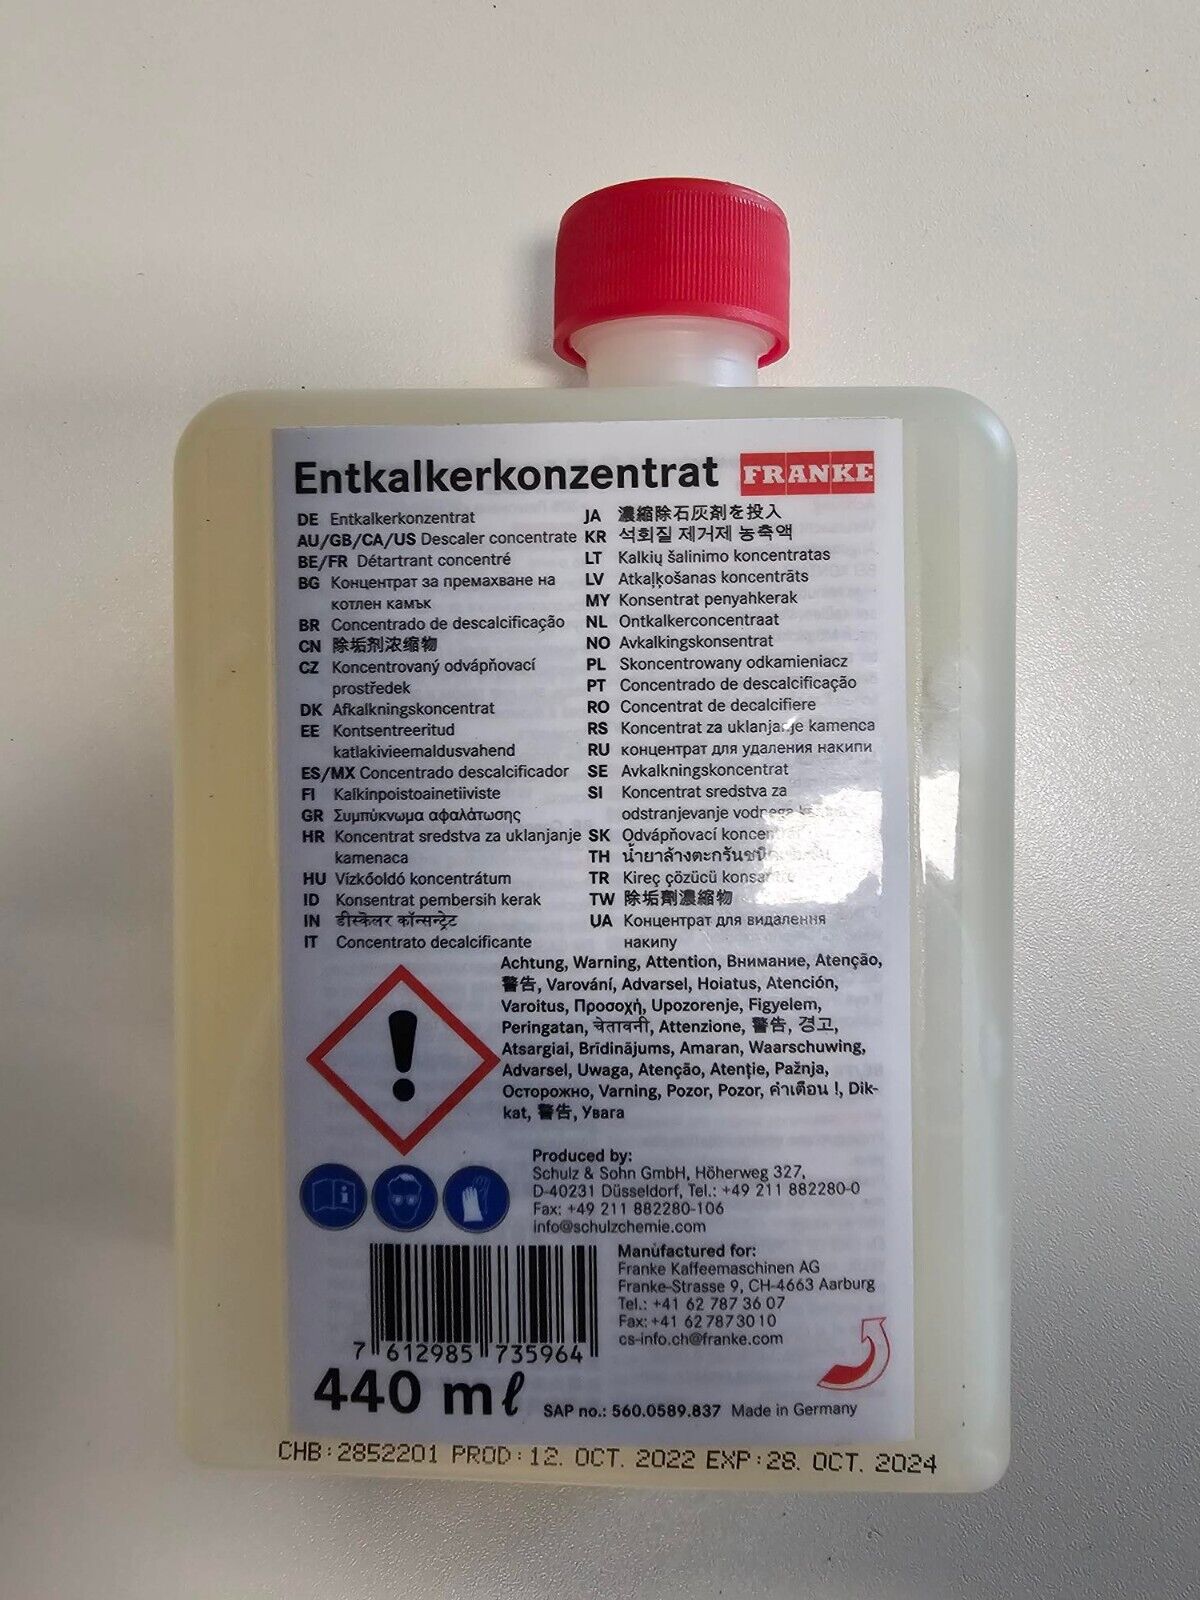 Entkalkerkonzentrat FRANKE
DE Entkalkerkonzentrat
AU/GB/CA/US Descaler concentrate
BE/FR Détartrant concentré
BG Концентрат за премахване на
котлен камък
BR Concentrado de descalcificação
CN 除垢剂浓缩物
CZ Koncentrovaný odvápňovací
prostředek
DK Afkalkningskoncentrat
EE Kontsentreeritud
katlakivieemaldusvahend
ES/MX Concentrado descalcificador
FI Kalkinpoistoainetiiviste
GR Συμπύκνωμα αφαλάτωσης
HR Koncentrat sredstva za uklanjanje
kamenaca
HU Vízkőoldó koncentrátum
ID Konsentrat pembersih kerak
IN डीस्केलर कॉन्सन्ट्रेट
IT Concentrato decalcificante
JA 濃縮除石灰剤を投入
KR 석회질 제거제 농축액
LT Kalkių šalinimo koncentratas
LV Atkaļķošanas koncentrāts
MY Konsentrat penyahkerak
NL Ontkalkerconcentraat
NO Avkalkingskonsentrat
PL Skoncentrowany odkamieniacz
PT Concentrado de descalcificação
RO Concentrat de decalcifiere
RS Koncentrat za uklanjanje kamenca
RU концентрат для удаления накипи
SE Avkalkningskoncentrat
SI Koncentrat sredstva za
odstranjevanje
SK Odvápňovací
TH
TR Kireç çözücü
TW 除垢劑濃縮物
UA Концентрат для видалення
накипу
Achtung, Warning, Attention, Внимание, Atenção,
警告, Varování, Advarsel, Hoiatus, Atención,
Varoitus, Προσοχή, Upozorenje, Figyelem,
Peringatan, चेतावनी, Attenzione, 警告, 경고,
Atsargiai, Brīdinājums, Amaran, Waarschuwing,
Advarsel, Uwaga, Atenção, Atenţie, Pažnja,
Осторожно, Varning, Pozor, Pozor, คำเตือน !, Dik-
kat, 警告, Увага
Produced by:
Schulz & Sohn GmbH, Höherweg 327,
D-40231 Düsseldorf, Tel.: +49 211 882280-0
Fax: +49 211 882280-106
info@schulzchemie.com
Manufactured for:
Franke Kaffeemaschinen AG
Franke-Strasse 9, CH-4663 Aarburg
Tel.: +41 62 787 36 07
Fax: +41 62 787 30 10
cs-info.ch@franke.com
7 612985 735964
440 mℓ
SAP no.: 560.0589.837 Made in Germany
CHB:2852201 PROD:12. OCT. 2022 EXP:28. OCT. 2024